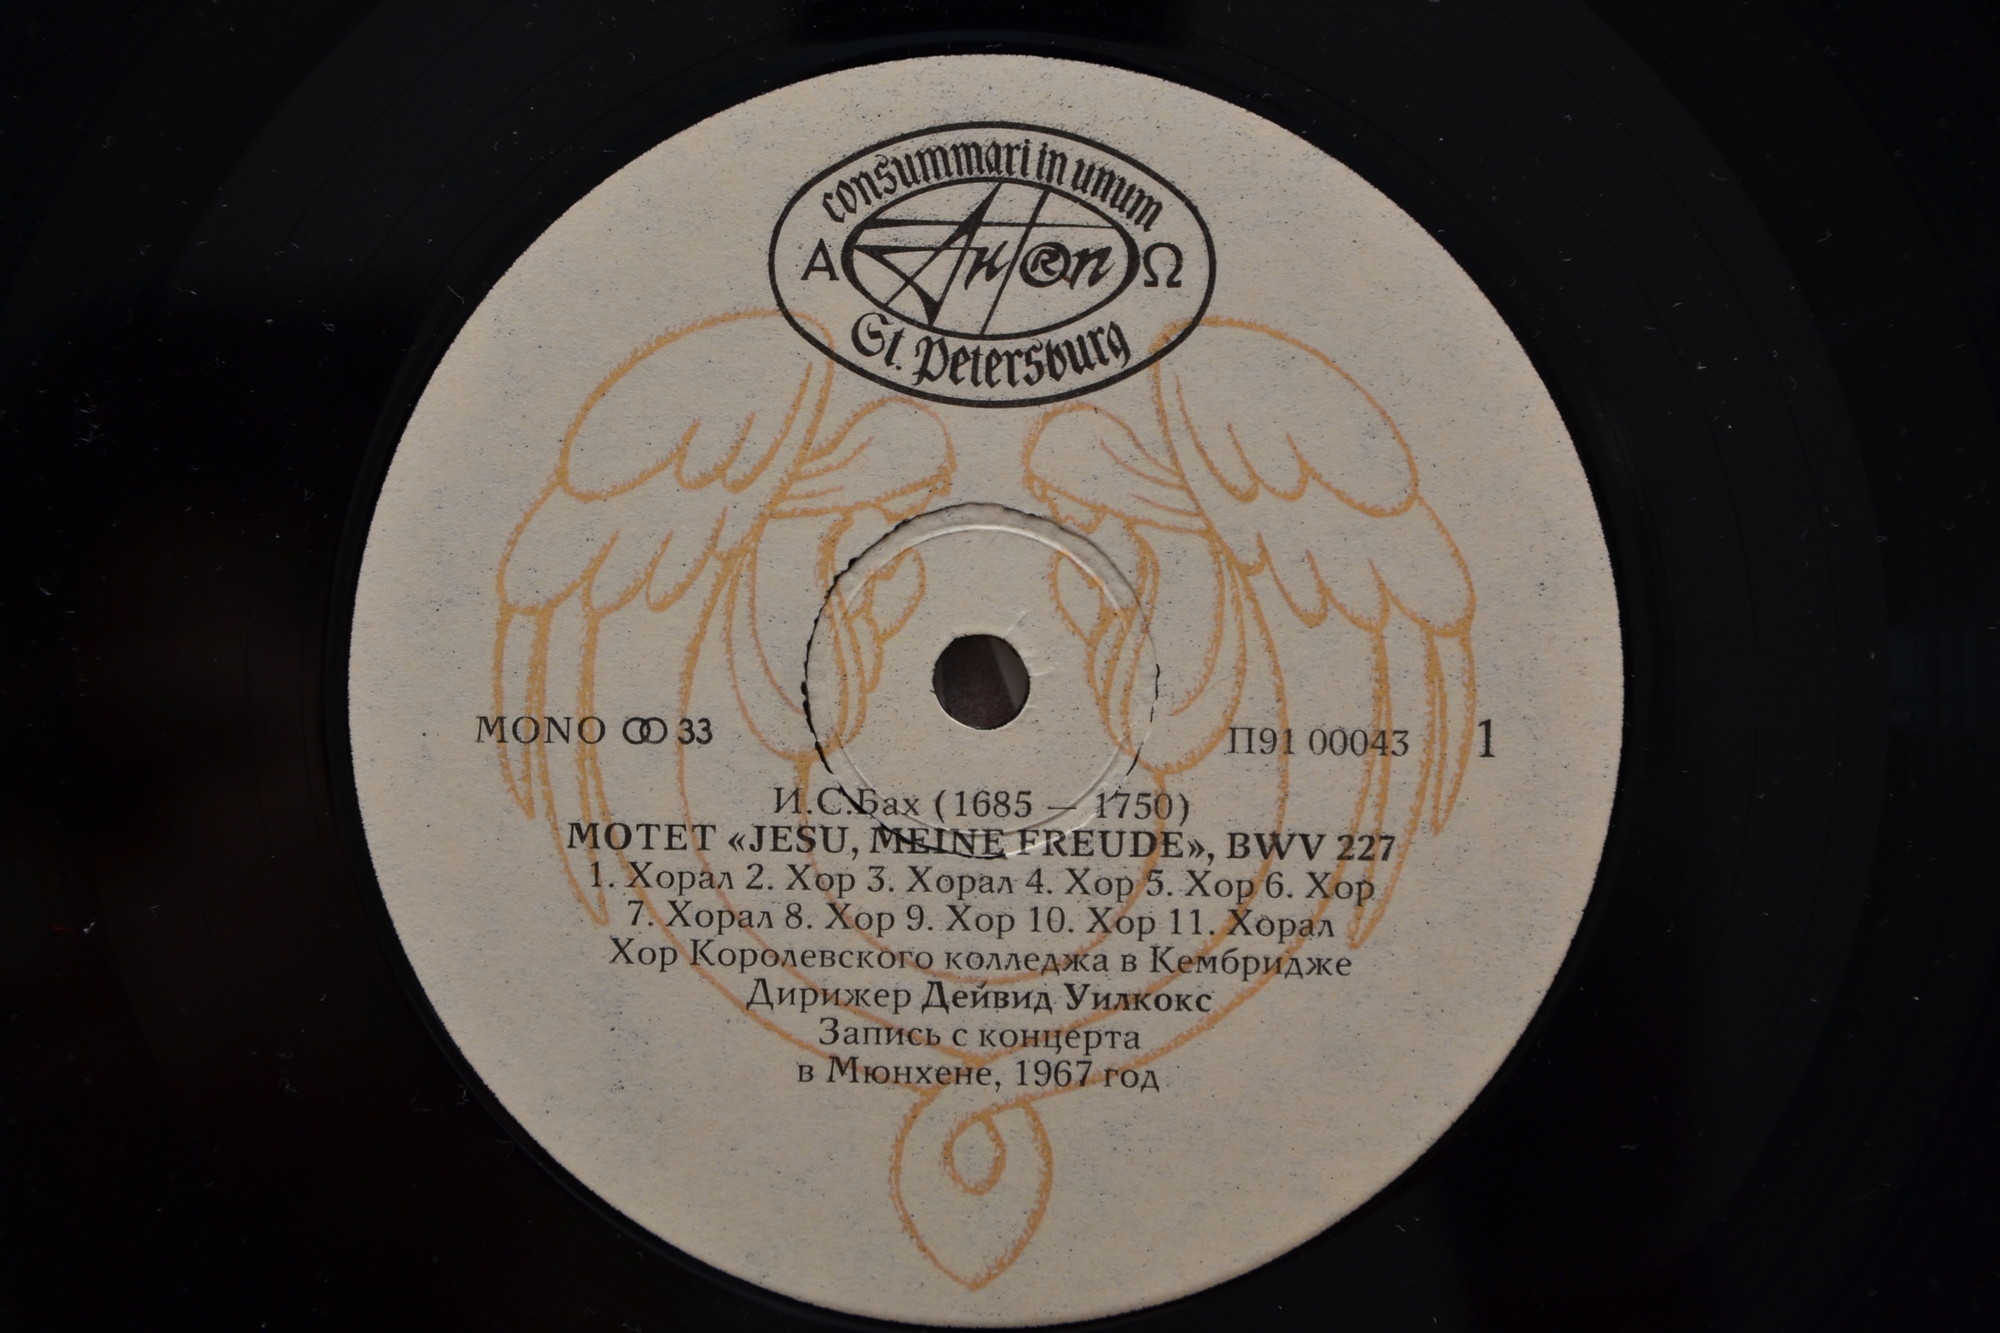 consummari in unum
Α Ω
St. Petersburg
MONO 33
П91 00043 1
И.С.Бах (1685 — 1750)
МОТЕТ «JESU, MEINE FREUDE», BWV 227
1. Хорал 2. Хор 3. Хорал 4. Хор 5. Хор 6. Хор
7. Хорал 8. Хор 9. Хор 10. Хор 11. Хорал
Хор Королевского колледжа в Кембридже
Дирижер Дейвид Уилкокс
Запись с концерта
в Мюнхене, 1967 год